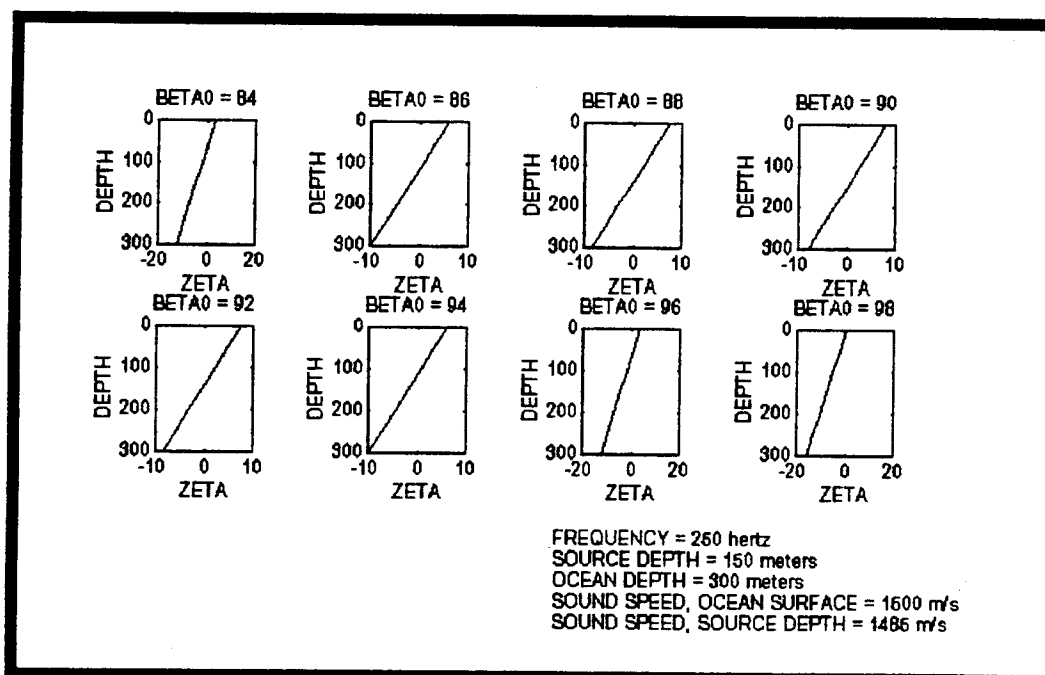 BETA0 = 84 BETA0 = 86 BETA0 = 88 BETA0 = 90
DEPTH DEPTH DEPTH DEPTH
0 0 0 0
100 100 100 100
200 200 200 200
300 300 300 300
-20 0 20 -10 0 10 -10 0 10 -10 0 10
ZETA ZETA ZETA ZETA
BETA0 = 92 BETA0 = 94 BETA0 = 96 BETA0 = 98
DEPTH DEPTH DEPTH DEPTH
0 0 0 0
100 100 100 100
200 200 200 200
300 300 300 300
-10 0 10 -10 0 10 -20 0 20 -20 0 20
ZETA ZETA ZETA ZETA
FREQUENCY = 250 hertz
SOURCE DEPTH = 150 meters
OCEAN DEPTH = 300 meters
SOUND SPEED, OCEAN SURFACE = 1500 m/s
SOUND SPEED, SOURCE DEPTH = 1485 m/s